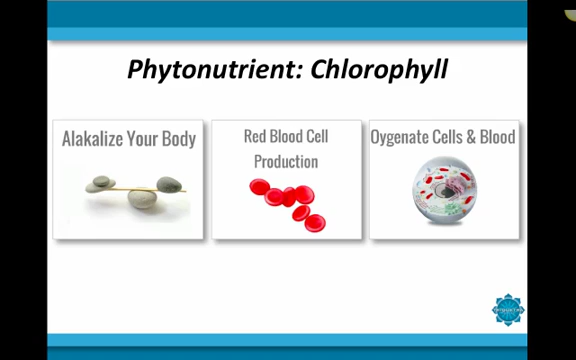 Phytonutrient: Chlorophyll
Alakalize Your Body
Red Blood Cell
Production
Oygenate Cells & Blood